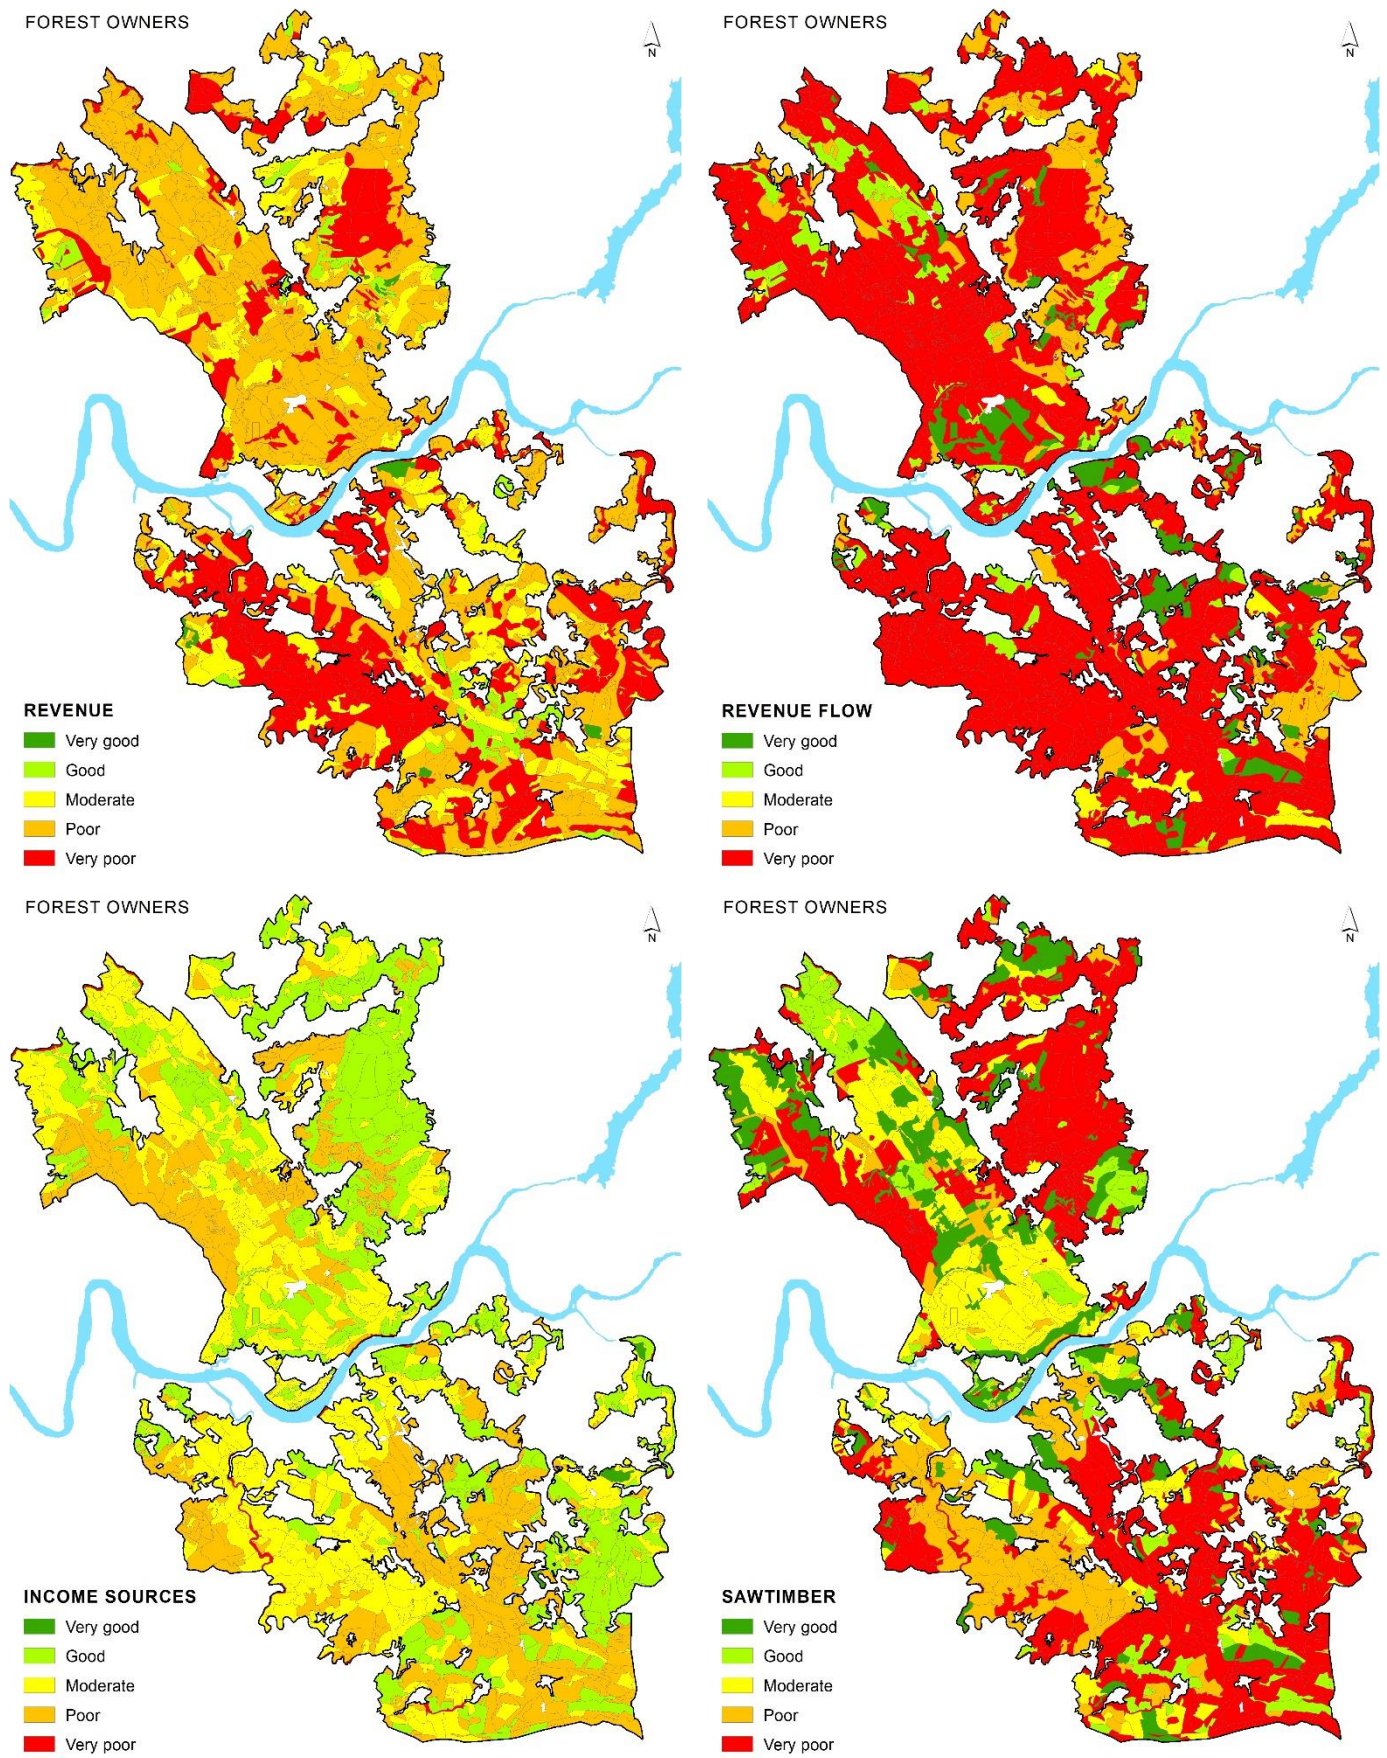 FOREST OWNERS
N
REVENUE
Very good
Good
Moderate
Poor
Very poor
FOREST OWNERS
N
REVENUE FLOW
Very good
Good
Moderate
Poor
Very poor
FOREST OWNERS
N
INCOME SOURCES
Very good
Good
Moderate
Poor
Very poor
FOREST OWNERS
N
SAWTIMBER
Very good
Good
Moderate
Poor
Very poor